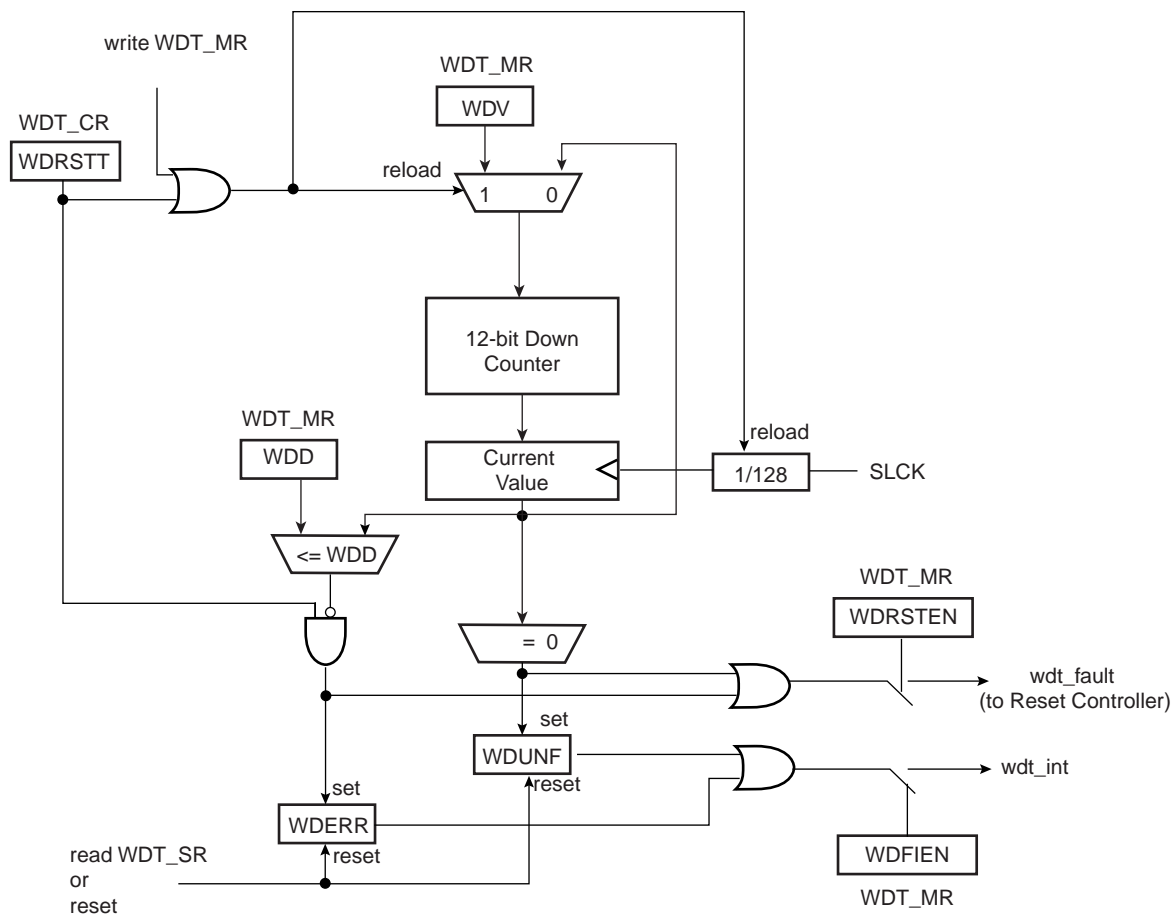 write WDT_MR
WDT_MR
WDV
WDT_CR
WDRSTT
reload
1 0
12-bit Down
Counter
WDT_MR
WDD
Current
Value
reload
1/128
SLCK
<= WDD
WDT_MR
WDRSTEN
= 0
wdt_fault
(to Reset Controller)
set
WDUNF
reset
wdt_int
set
WDERR
reset
read WDT_SR
or
reset
WDFIEN
WDT_MR